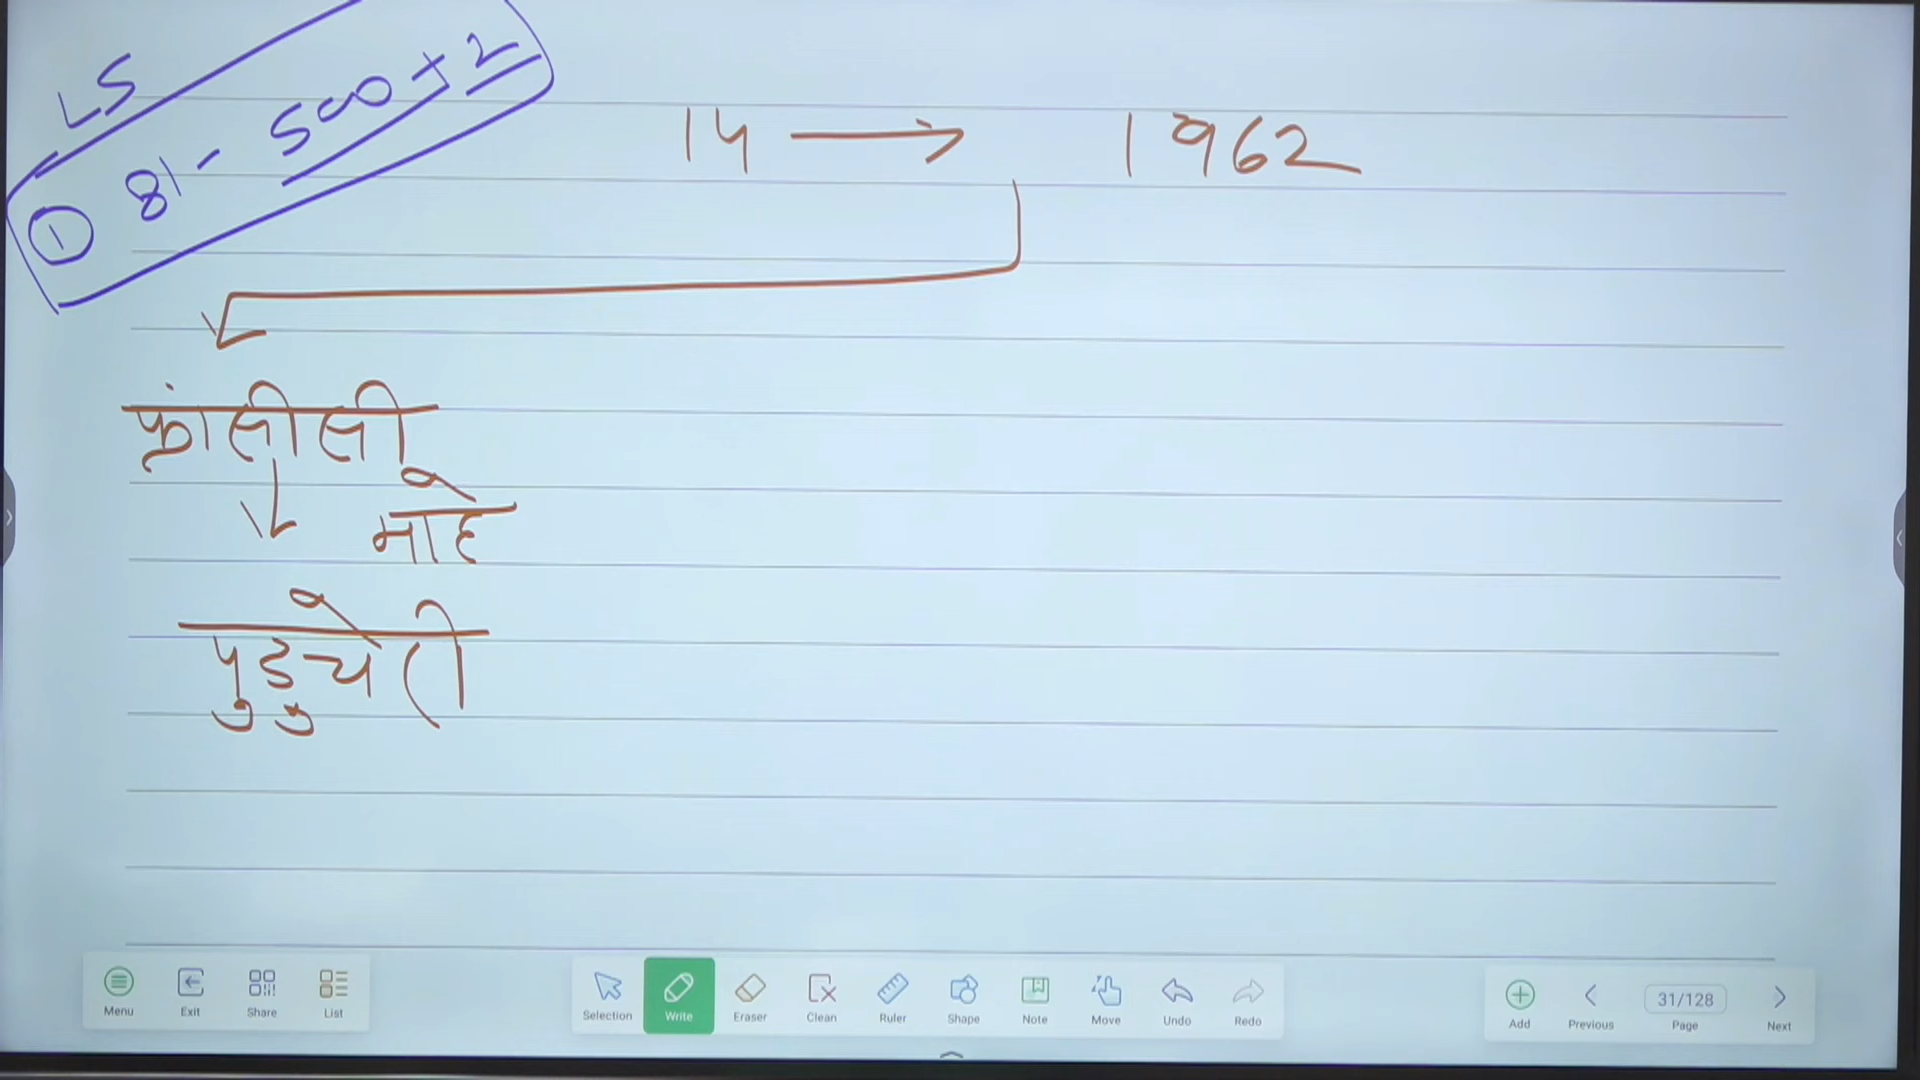 LS
① 81 - 500 + 2
14 → 1962
फ्रांसीसी
माहे
पुडुचेरी
Menu Exit Share List Selection Write Eraser Clean Ruler Shape Note Move Undo Redo Add Previous 31/128 Page Next